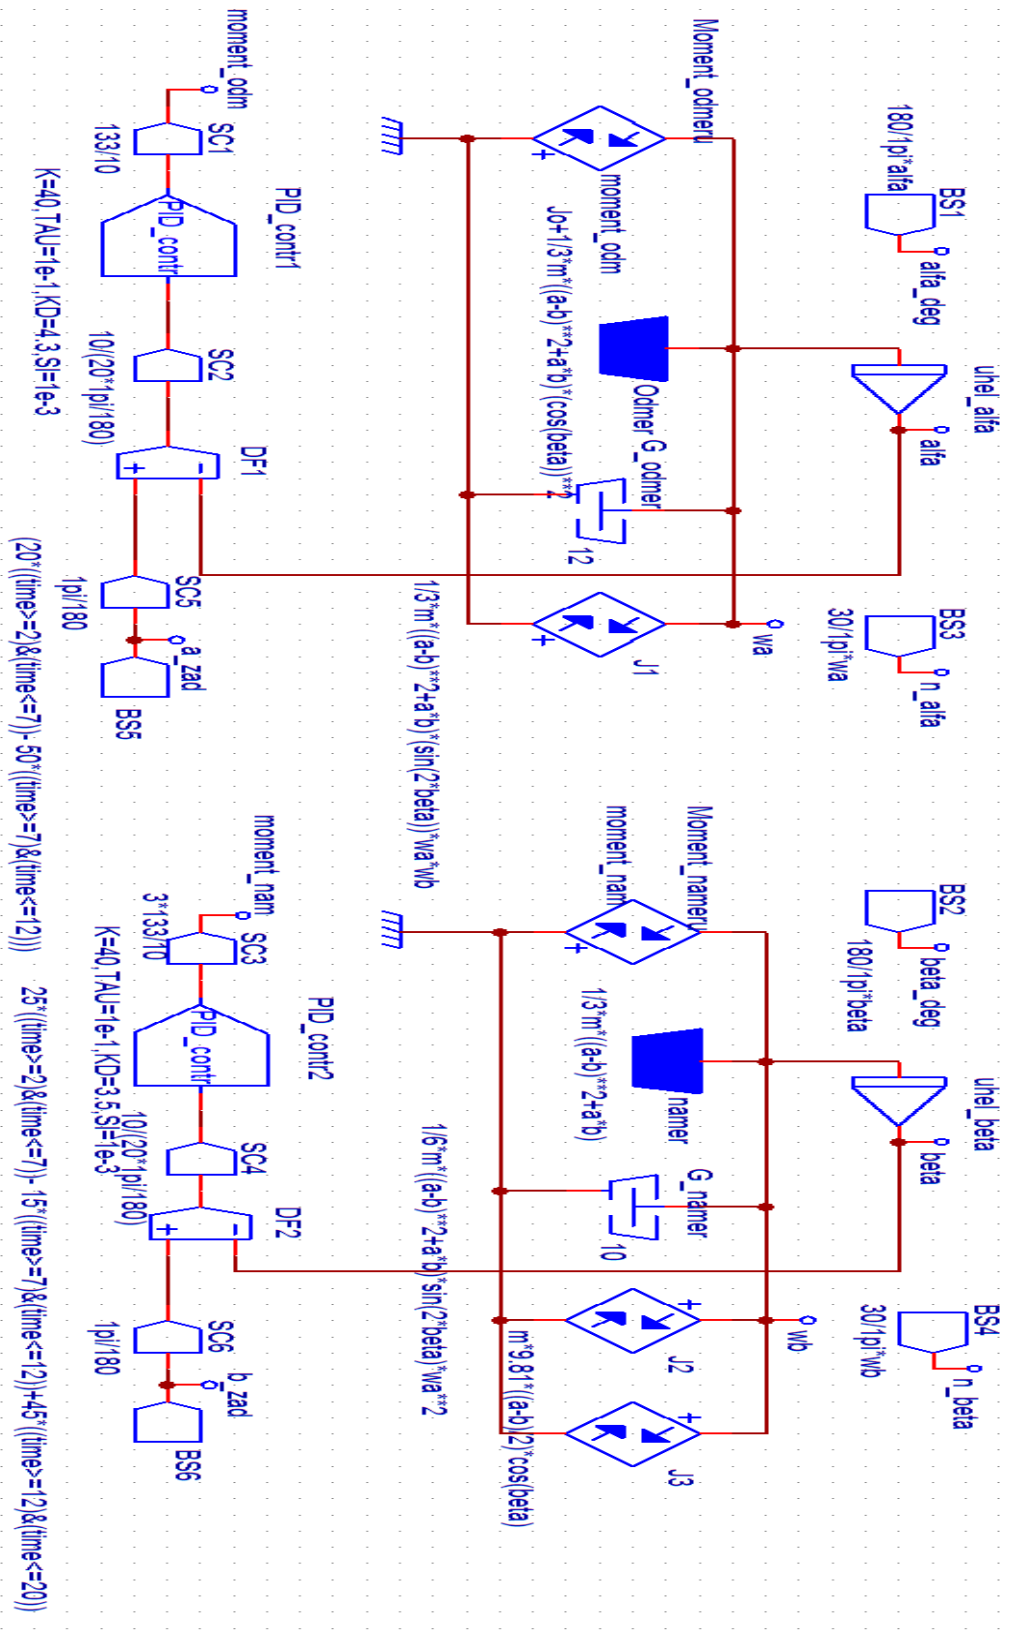 BS1
180/1pi*alfa
alfa_deg
uhel_alfa
alfa
BS3
30/1pi*wa
n_alfa
BS2
180/1pi*beta
beta_deg
uhel_beta
beta
BS4
30/1pi*wb
n_beta
Moment_odmeru
moment_odm
Odmer
Jo+1/3*m*((a-b)**2+a*b)*(cos(beta))**2
G_odmer
12
wa
J1
1/3*m*((a-b)**2+a*b)*(sin(2*beta))*wa*wb
Moment_nameru
moment_nam
namer
1/3*m*((a-b)**2+a*b)
G_namer
10
wb
J2
1/6*m*((a-b)**2+a*b)*sin(2*beta)*wa**2
J3
m*9.81*((a-b)/2)*cos(beta)
moment_odm
SC1
133/10
PID_contr1
PID_contr
K=40,TAU=1e-1,KD=4.3,SI=1e-3
SC2
10/(20*1pi/180)
DF1
SC5
1pi/180
a_zad
BS5
(20*((time>=2)&(time<=7))- 50*((time>=7)&(time<=12)))
moment_nam
SC3
3*133/10
PID_contr2
PID_contr
K=40,TAU=1e-1,KD=3.5,SI=1e-3
SC4
10/(20*1pi/180)
DF2
SC6
1pi/180
b_zad
BS6
25*((time>=2)&(time<=7))- 15*((time>=7)&(time<=12))+45*((time>=12)&(time<=20))